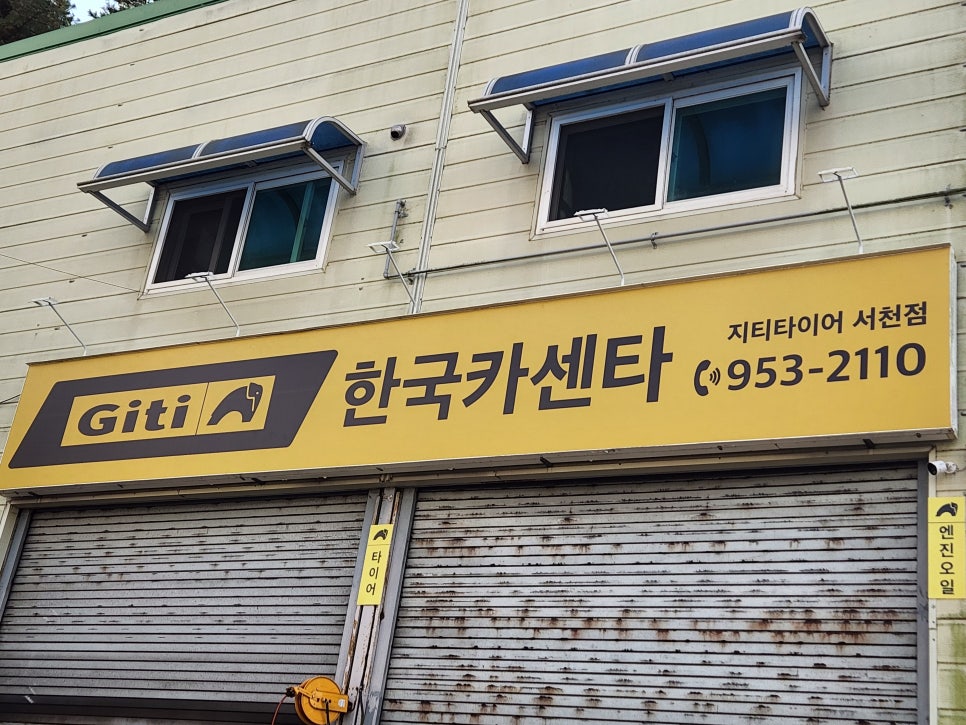 Giti
한국카센타
지티타이어 서천점
953-2110
타이어
엔진오일